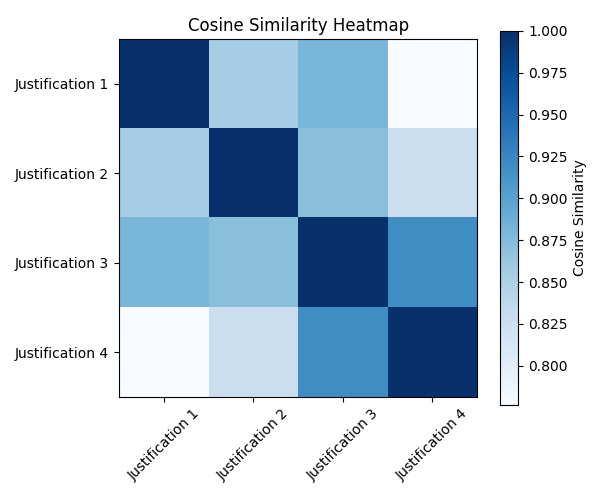 Cosine Similarity Heatmap
Justification 1
Justification 2
Justification 3
Justification 4
Justification 1
Justification 2
Justification 3
Justification 4
1.000
0.975
0.950
0.925
0.900
0.875
0.850
0.825
0.800
Cosine Similarity